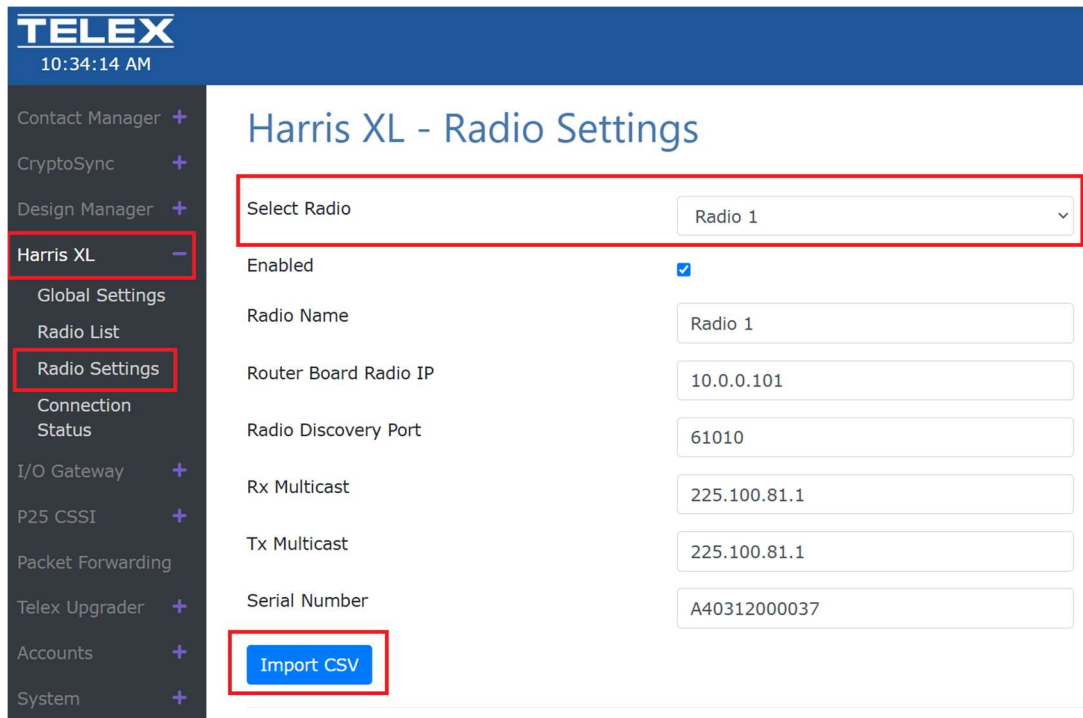 TELEX
10:34:14 AM
Contact Manager +
CryptoSync +
Design Manager +
Harris XL −
Global Settings
Radio List
Radio Settings
Connection
Status
I/O Gateway +
P25 CSSI +
Packet Forwarding
Telex Upgrader +
Accounts +
System +
Harris XL - Radio Settings
Select Radio Radio 1
Enabled
Radio Name Radio 1
Router Board Radio IP 10.0.0.101
Radio Discovery Port 61010
Rx Multicast 225.100.81.1
Tx Multicast 225.100.81.1
Serial Number A40312000037
Import CSV